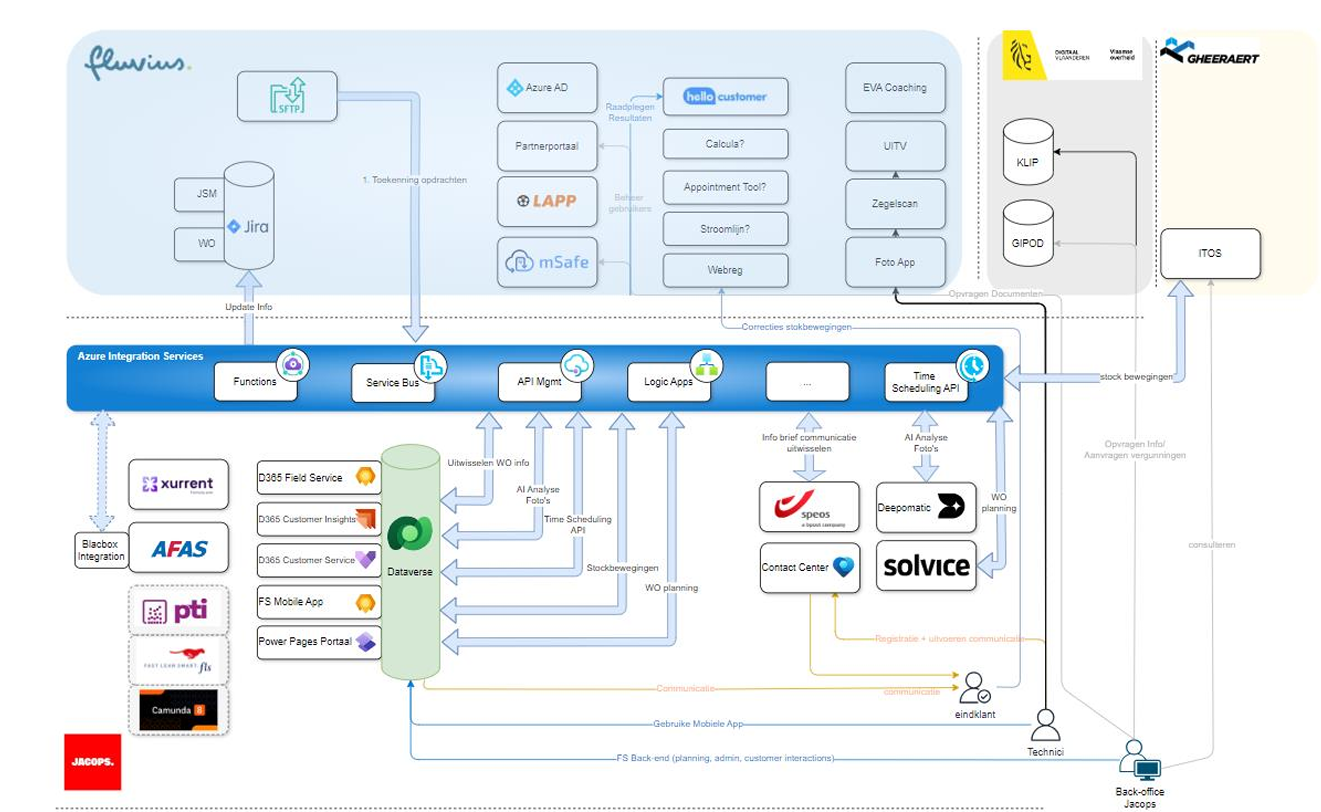 fluvius.
SFTP
Azure AD
Partnerportaal
LAPP
mSafe
Raadplegen
Resultaten
Beheer
gebruikers
hello customer
Calcula?
Appointment Tool?
Stroomlijn?
Webreg
EVA Coaching
UITV
Zegelscan
Foto App
DIGITAAL
VLAANDEREN
Vlaamse
overheid
GHEERAERT
KLIP
GIPOD
ITOS
1. Toekenning opdrachten
JSM
WO
Jira
Update Info
Opvragen Documenten
Correcties stokbewegingen
Azure Integration Services
Functions
Service Bus
API Mgmt
Logic Apps
...
Time
Scheduling API
stock bewegingen
Opvragen Info/
Aanvragen vergunningen
consulteren
xurrent
AFAS
Blacbox
Integration
pti
FAST LEAN SMART fls
Camunda 8
D365 Field Service
D365 Customer Insights
D365 Customer Service
FS Mobile App
Power Pages Portaal
Dataverse
Uitwisselen WO info
AI Analyse
Foto's
Time Scheduling
API
Stockbewegingen
WO planning
Info brief communicatie
uitwisselen
AI Analyse
Foto's
WO
planning
speos
a bpost company
Deepomatic
Contact Center
solvice
Registratie + uitvoeren communicatie
Communicatie
communicatie
eindklant
Gebruike Mobiele App
Technici
FS Back-end (planning, admin, customer interactions)
Back-office
Jacops
JACOPS.